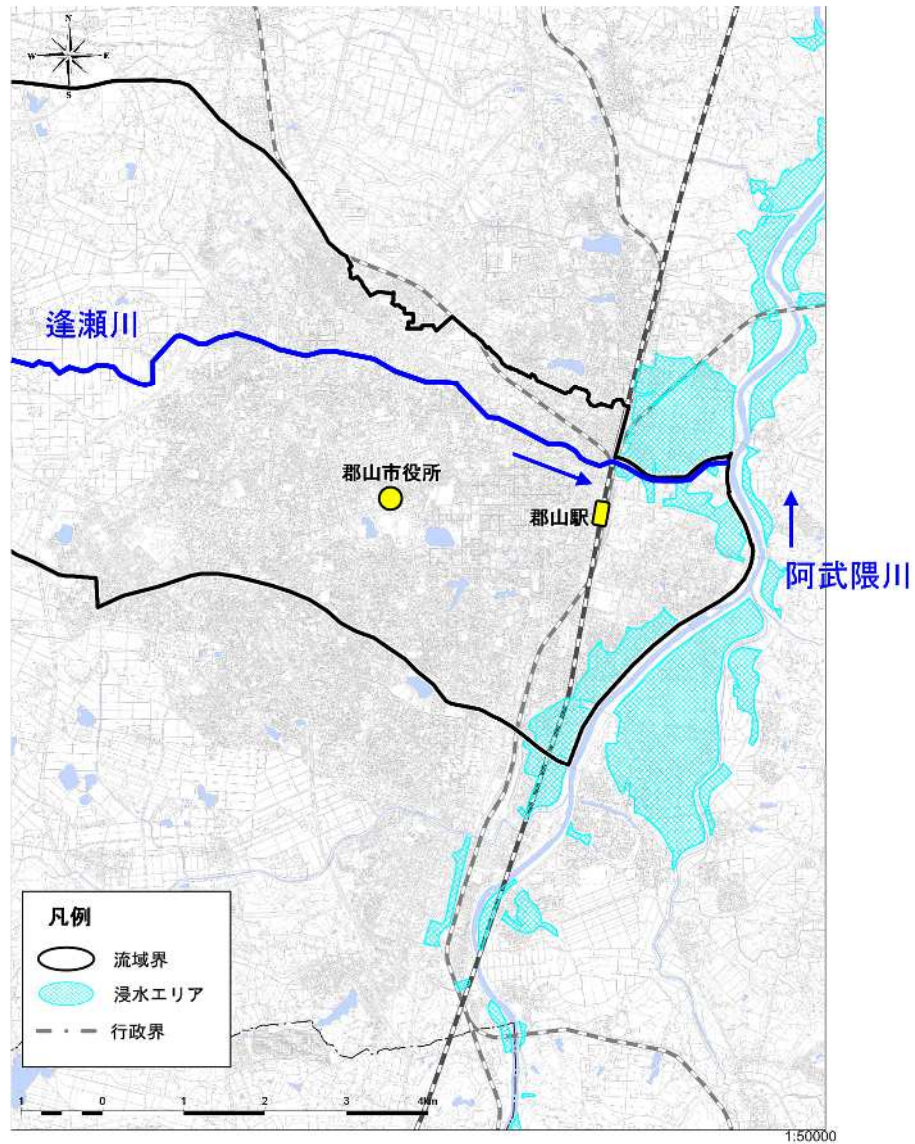 N
W E
S
逢瀬川
郡山市役所
郡山駅
阿武隈川
凡例
流域界
浸水エリア
行政界
1 0 1 2 3 4Km
1:50000